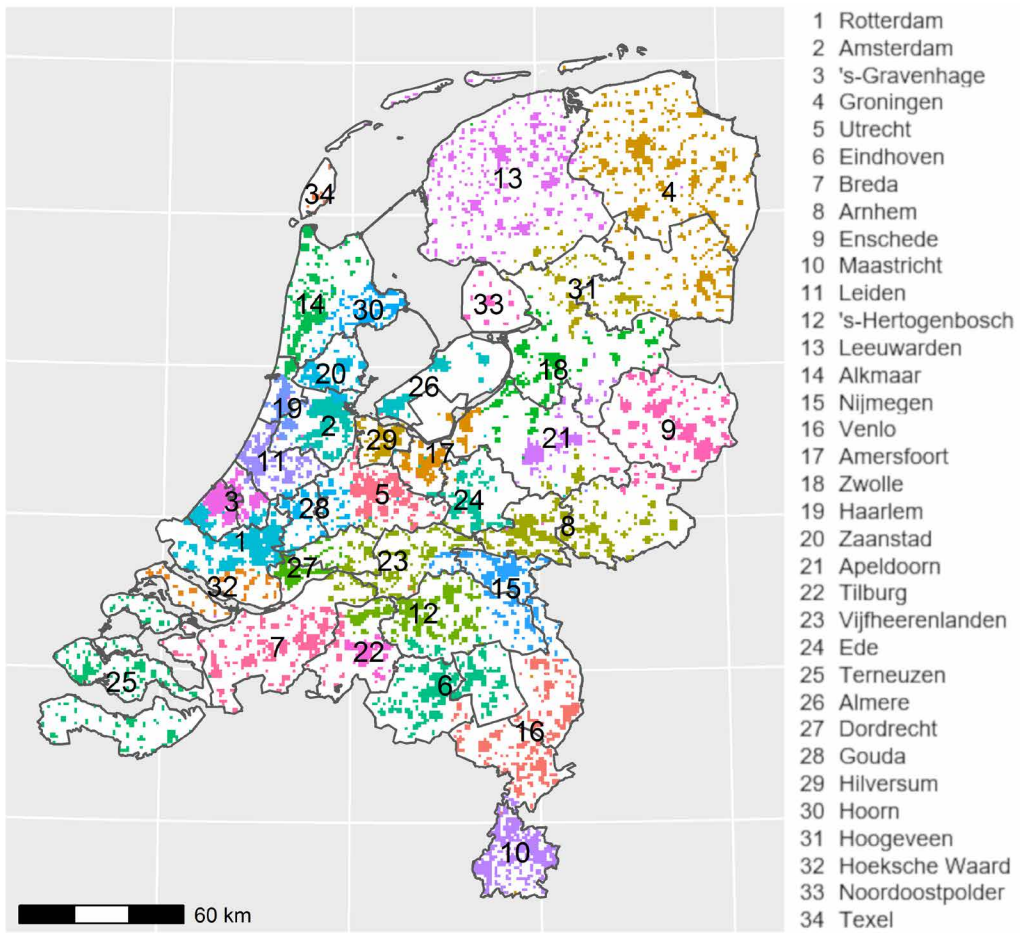 1 Rotterdam
2 Amsterdam
3 's-Gravenhage
4 Groningen
5 Utrecht
6 Eindhoven
7 Breda
8 Arnhem
9 Enschede
10 Maastricht
11 Leiden
12 's-Hertogenbosch
13 Leeuwarden
14 Alkmaar
15 Nijmegen
16 Venlo
17 Amersfoort
18 Zwolle
19 Haarlem
20 Zaanstad
21 Apeldoorn
22 Tilburg
23 Vijfheerenlanden
24 Ede
25 Terneuzen
26 Almere
27 Dordrecht
28 Gouda
29 Hilversum
30 Hoorn
31 Hoogeveen
32 Hoeksche Waard
33 Noordoostpolder
34 Texel
13
4
34
31
33
14
30
18
20
26
19
2
29
21
9
17
11
5
3
28
24
8
1
23
27
15
32
12
7
22
25
6
16
10
60 km